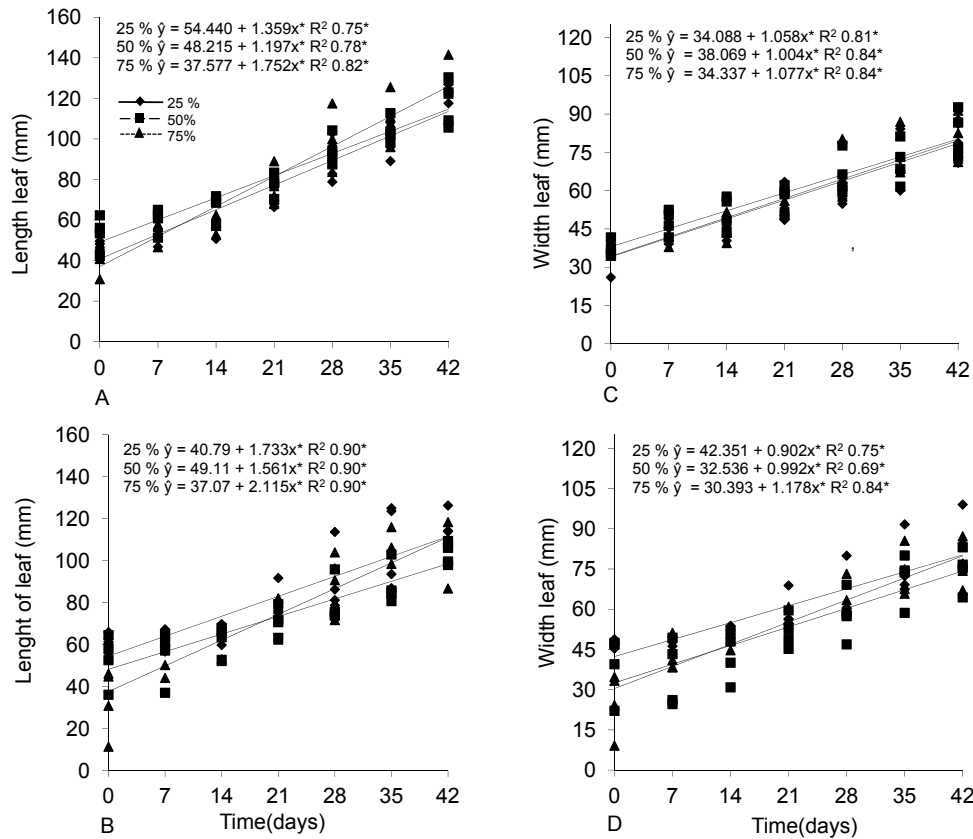 160
140
120
100
80
60
40
20
0
Length leaf (mm)
25 % ŷ = 54.440 + 1.359x* R² 0.75*
50 % ŷ = 48.215 + 1.197x* R² 0.78*
75 % ŷ = 37.577 + 1.752x* R² 0.82*
25 %
50%
75%
0 7 14 21 28 35 42
A
120
105
90
75
60
45
30
15
0
Width leaf (mm)
25 % ŷ = 34.088 + 1.058x* R² 0.81*
50 % ŷ = 38.069 + 1.004x* R² 0.84*
75 % ŷ = 34.337 + 1.077x* R² 0.84*
,
0 7 14 21 28 35 42
C
160
140
120
100
80
60
40
20
0
Lenght of leaf (mm)
25 % ŷ = 40.79 + 1.733x* R² 0.90*
50 % ŷ = 49.11 + 1.561x* R² 0.90*
75 % ŷ = 37.07 + 2.115x* R² 0.90*
0 7 14 21 28 35 42
B Time(days)
120
105
90
75
60
45
30
15
0
Width leaf (mm)
25 % ŷ = 42.351 + 0.902x* R² 0.75*
50 % ŷ = 32.536 + 0.992x* R² 0.69*
75 % ŷ = 30.393 + 1.178x* R² 0.84*
0 7 14 21 28 35 42
D Time(days)